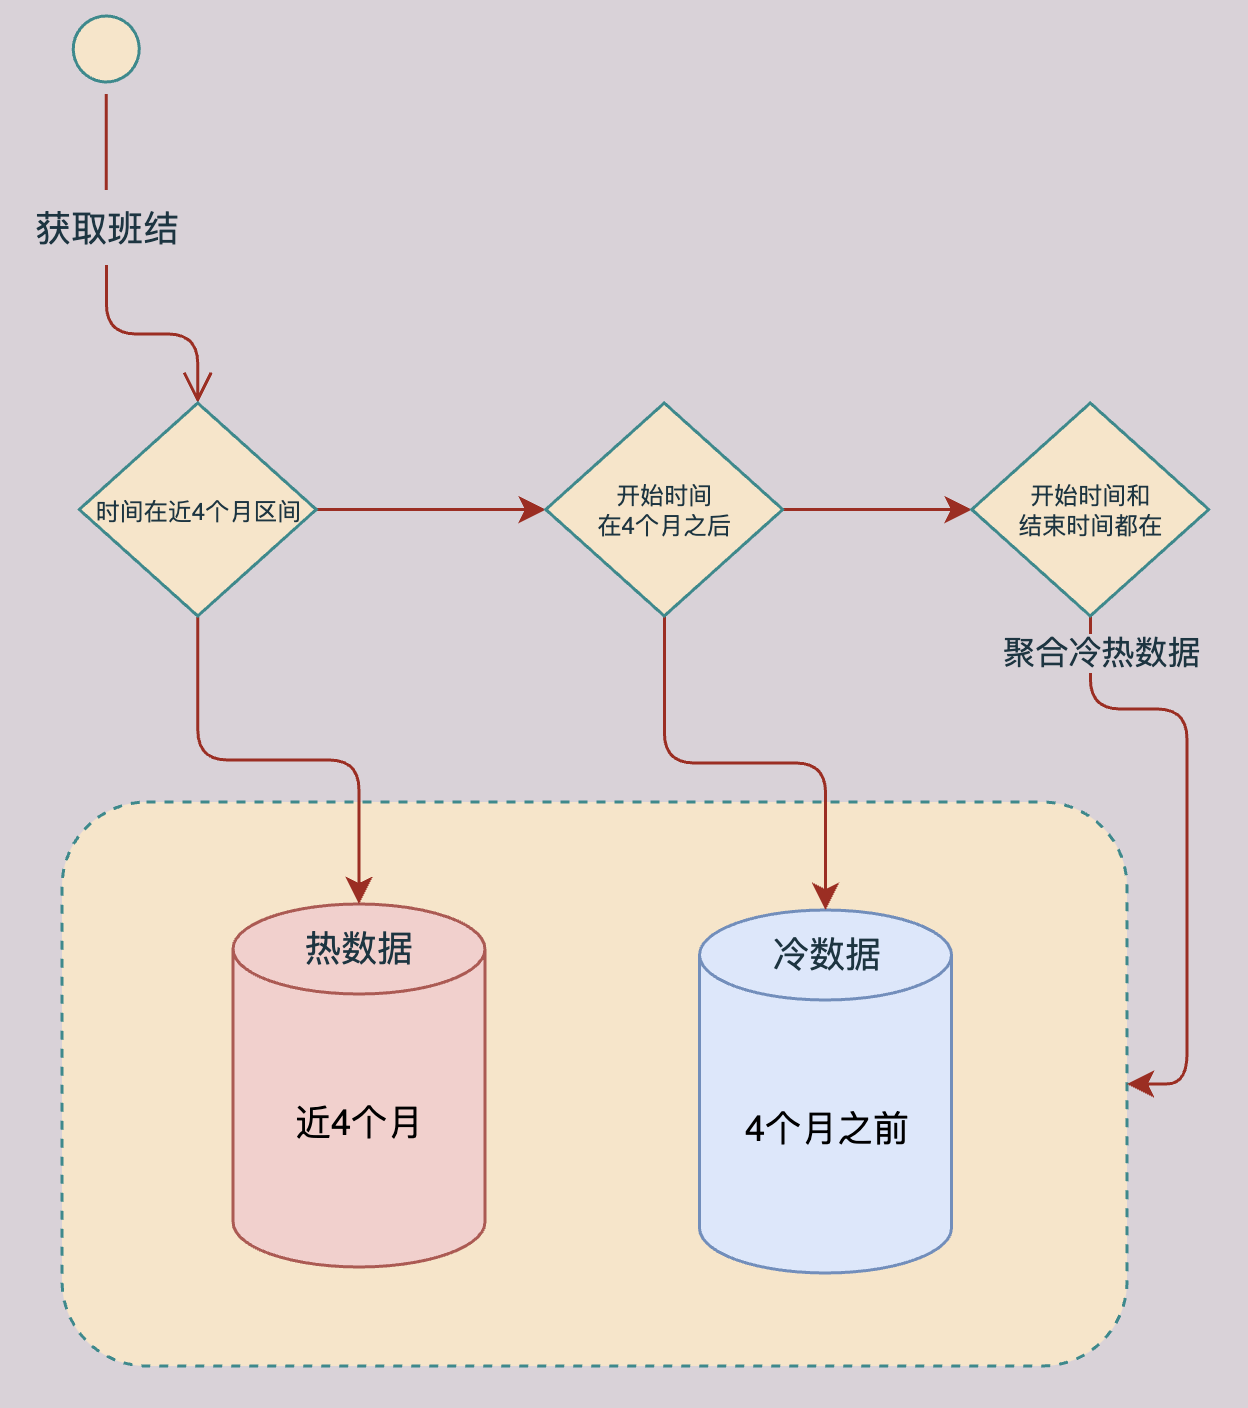 获取班结
时间在近4个月区间
开始时间
在4个月之后
开始时间和
结束时间都在
聚合冷热数据
热数据
冷数据
近4个月
4个月之前